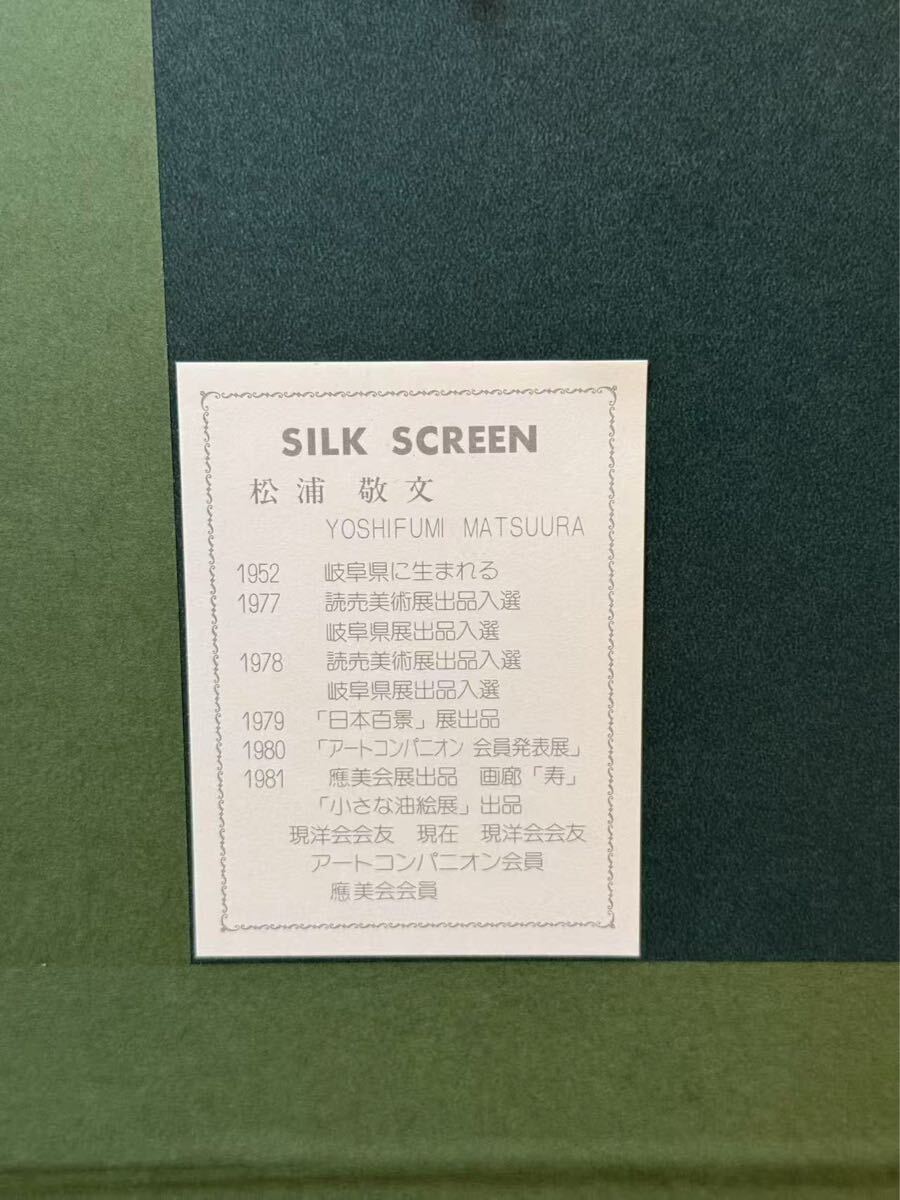 SILK SCREEN
松浦 敬文
YOSHIFUMI MATSUURA
1952 岐阜県に生まれる
1977 読売美術展出品入選
岐阜県展出品入選
1978 読売美術展出品入選
岐阜県展出品入選
1979 「日本百景」展出品
1980 「アートコンパニオン 会員発表展」
1981 應美会展出品 画廊「寿」
「小さな油絵展」出品
現洋会会友 現在 現洋会会友
アートコンパニオン会員
應美会会員